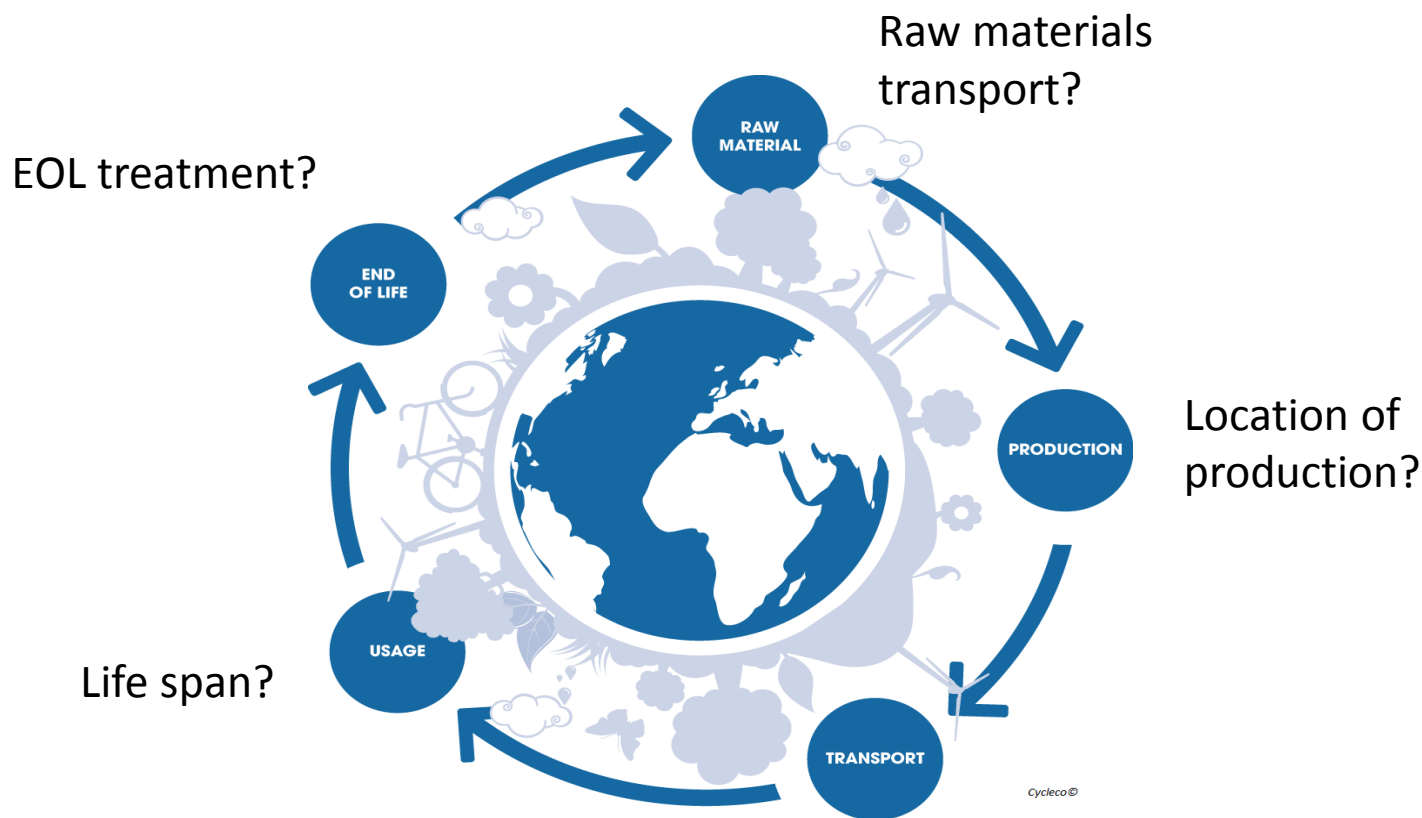 Raw materials
transport?
RAW
MATERIAL
EOL treatment?
END
OF LIFE
Location of
production?
PRODUCTION
Life span?
USAGE
TRANSPORT
Cycleco©